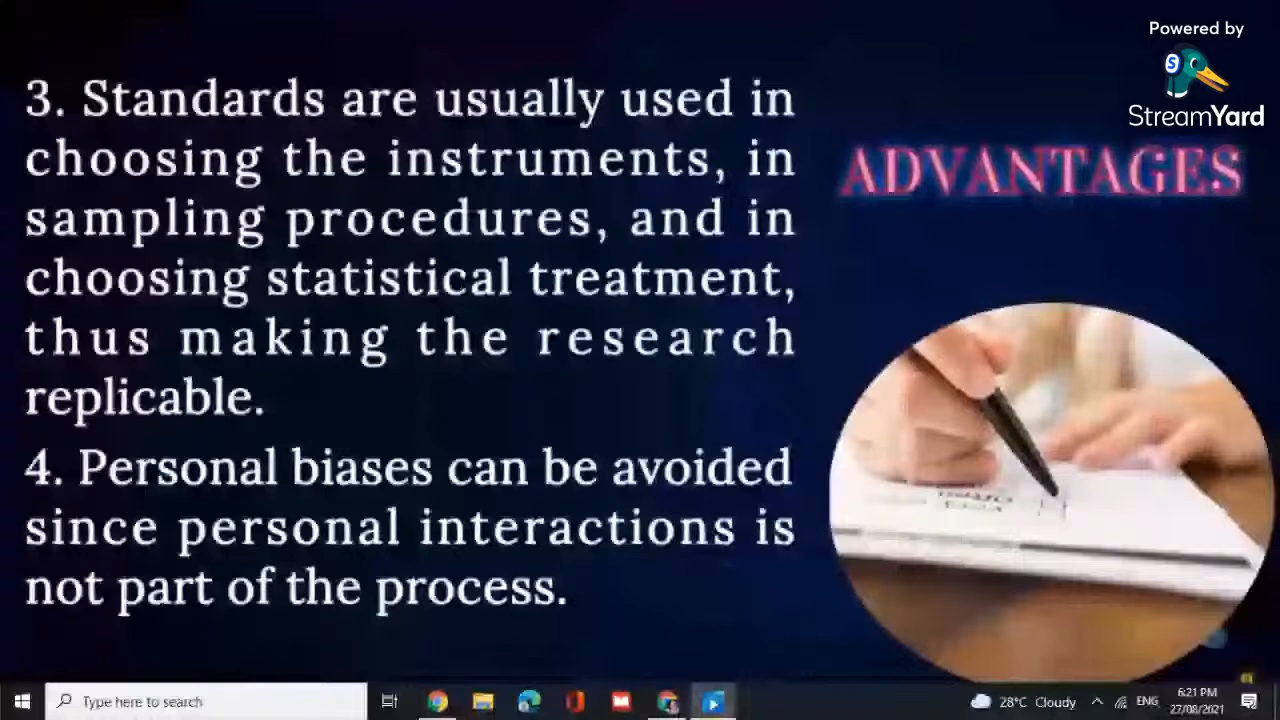 Powered by
StreamYard
ADVANTAGES
3. Standards are usually used in
choosing the instruments, in
sampling procedures, and in
choosing statistical treatment,
thus making the research
replicable.
4. Personal biases can be avoided
since personal interactions is
not part of the process.
Type here to search
28°C Cloudy
ENG
6:21 PM
27/08/2021